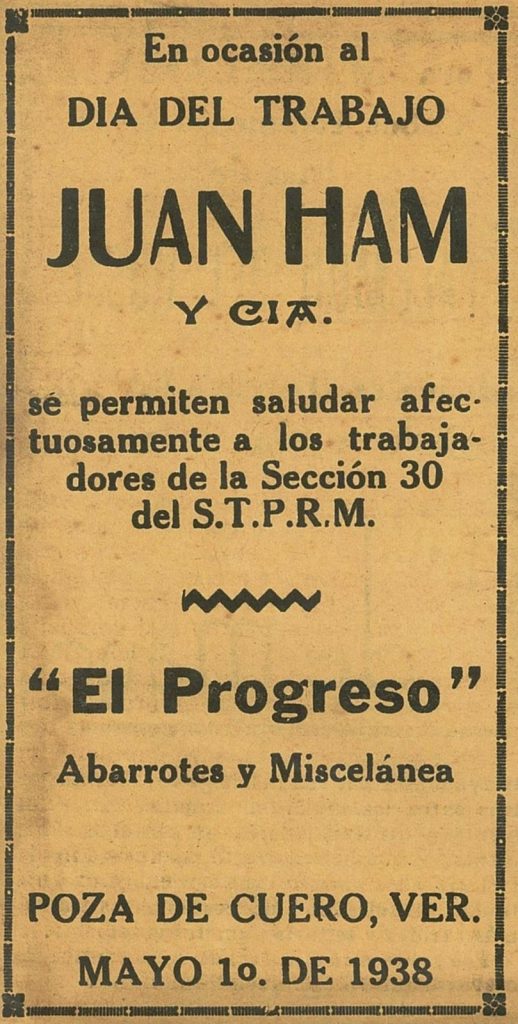 En ocasión al
DIA DEL TRABAJO
JUAN HAM
Y CIA.
se permiten saludar afec-
tuosamente a los trabaja-
dores de la Sección 30
del S.T.P.R.M.
"El Progreso"
Abarrotes y Miscelánea
POZA DE CUERO, VER.
MAYO 1o. DE 1938